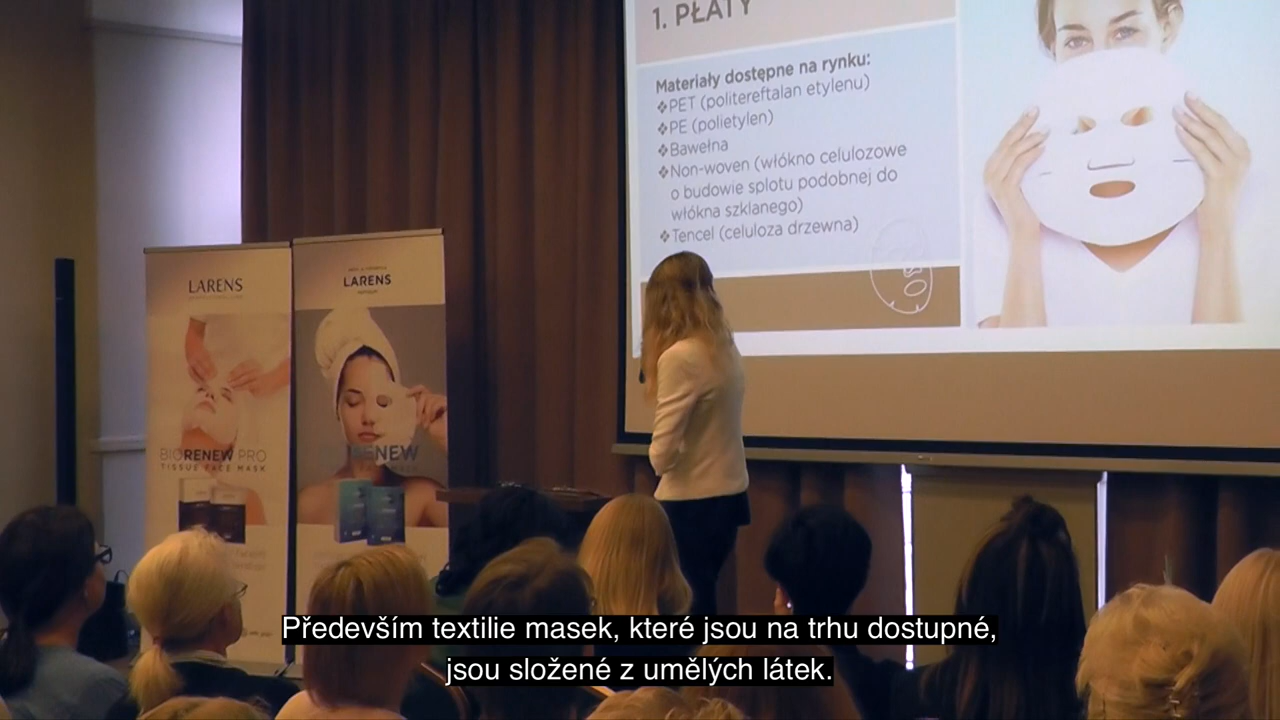 1. PŁATY
Materiały dostępne na rynku:
❖PET (politereftalan etylenu)
❖PE (polietylen)
❖Bawełna
❖Non-woven (włókno celulozowe
o budowie splotu podobnej do
włókna szklanego)
❖Tencel (celuloza drzewna)
LARENS
LARENS
BIORENEW PRO
TISSUE FACE MASK
RENEW
Především textilie masek, které jsou na trhu dostupné,
jsou složené z umělých látek.